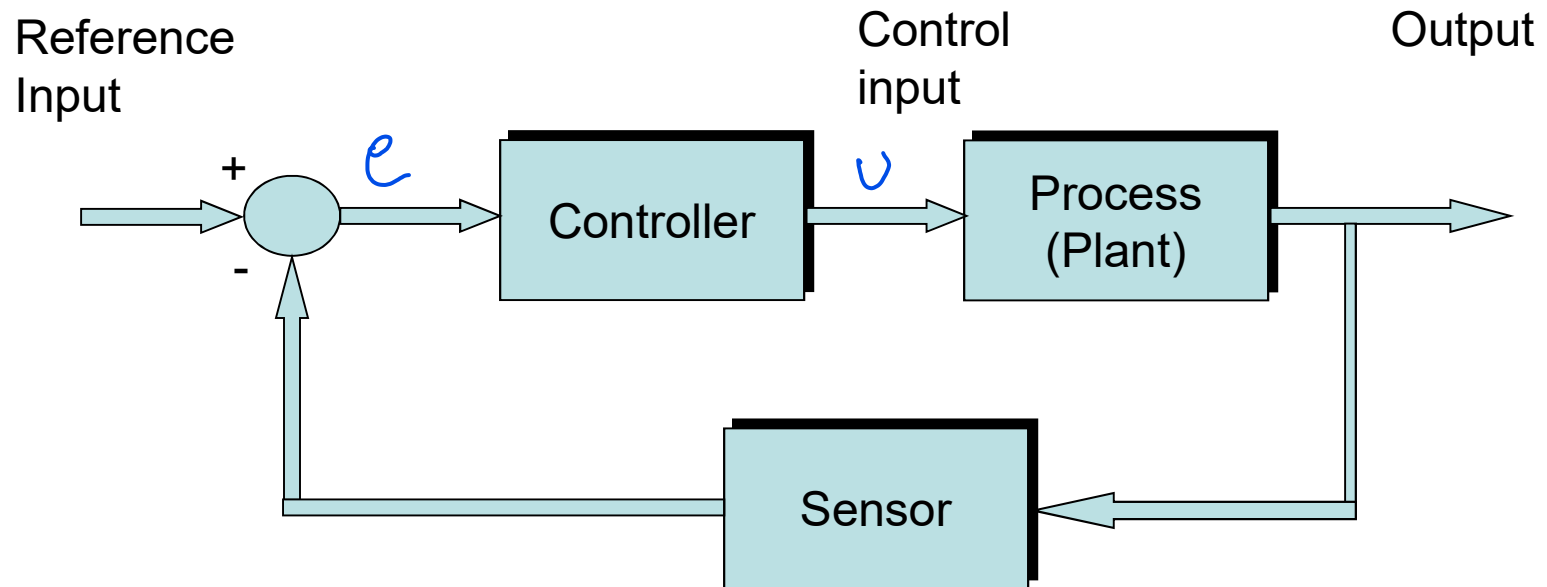 Reference
Input
Control
input
Output
+
e
Controller
υ
Process
(Plant)
-
Sensor